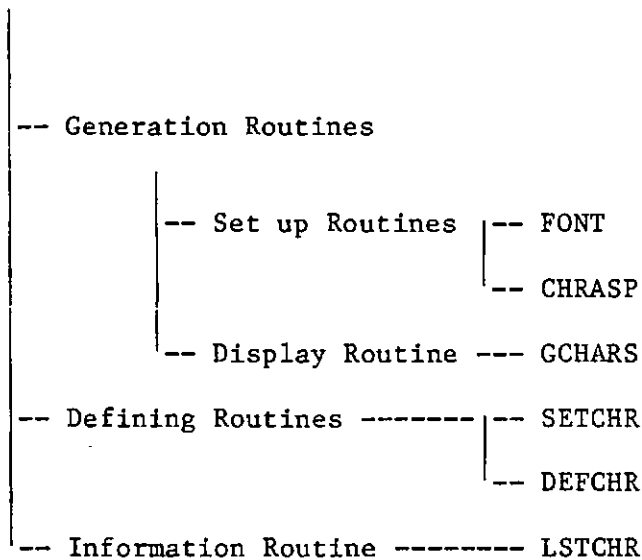 -- Generation Routines
-- Set up Routines -- FONT
-- CHRASP
-- Display Routine --- GCHARS
-- Defining Routines ------- -- SETCHR
-- DEFCHR
-- Information Routine -------- LSTCHR